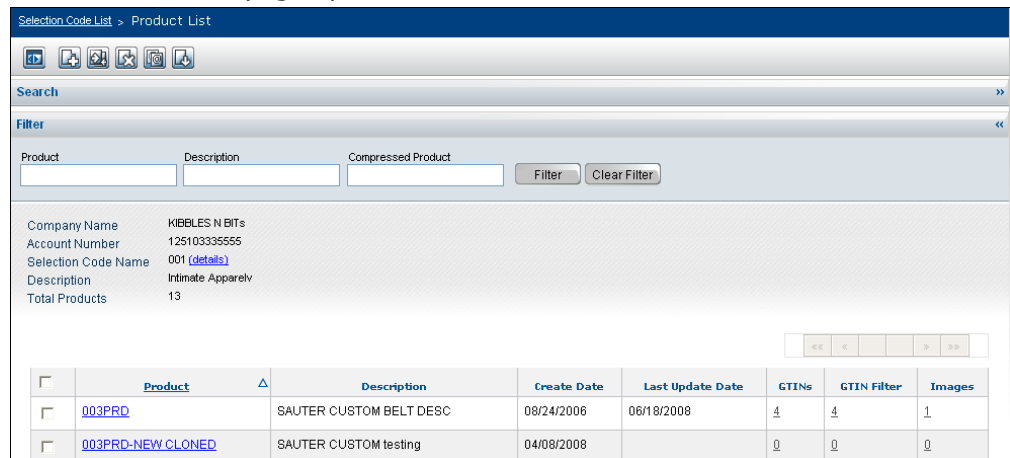 Selection Code List > Product List
Search »
Filter «
Product Description Compressed Product
Filter Clear Filter
Company Name KIBBLES N BITs
Account Number 125103335555
Selection Code Name 001 (details)
Description Intimate Apparelv
Total Products 13
<< < > >>
Product Description Create Date Last Update Date GTINs GTIN Filter Images
003PRD SAUTER CUSTOM BELT DESC 08/24/2006 06/18/2008 4 4 1
003PRD-NEW CLONED SAUTER CUSTOM testing 04/08/2008 0 0 0